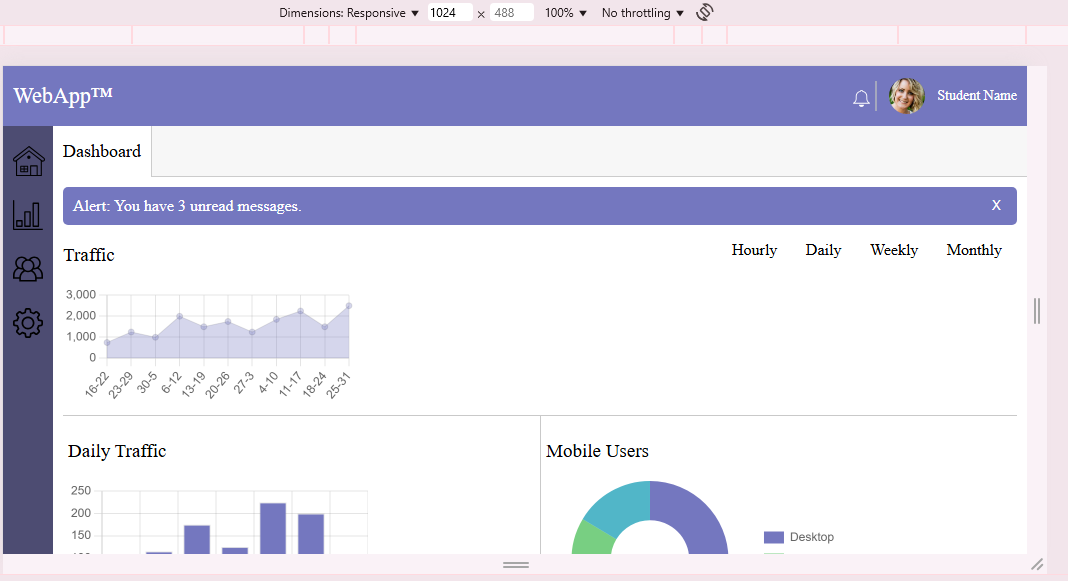 Dimensions: Responsive ▼ 1024 × 488 100% ▼ No throttling ▼
WebApp™
Student Name
Dashboard
Alert: You have 3 unread messages. X
Traffic
Hourly Daily Weekly Monthly
3,000
2,000
1,000
0
16-22 23-29 30-5 6-12 13-19 20-26 27-3 4-10 11-17 18-24 25-31
Daily Traffic
Mobile Users
250
200
150
Desktop